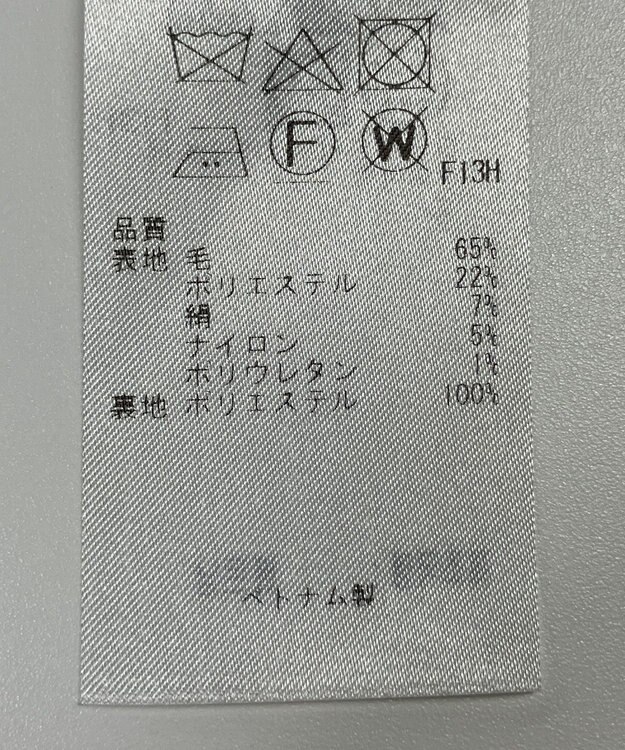 F W F13H
品質
表地 毛 65%
ポリエステル 22%
絹 7%
ナイロン 5%
ポリウレタン 1%
裏地 ポリエステル 100%
ベトナム製